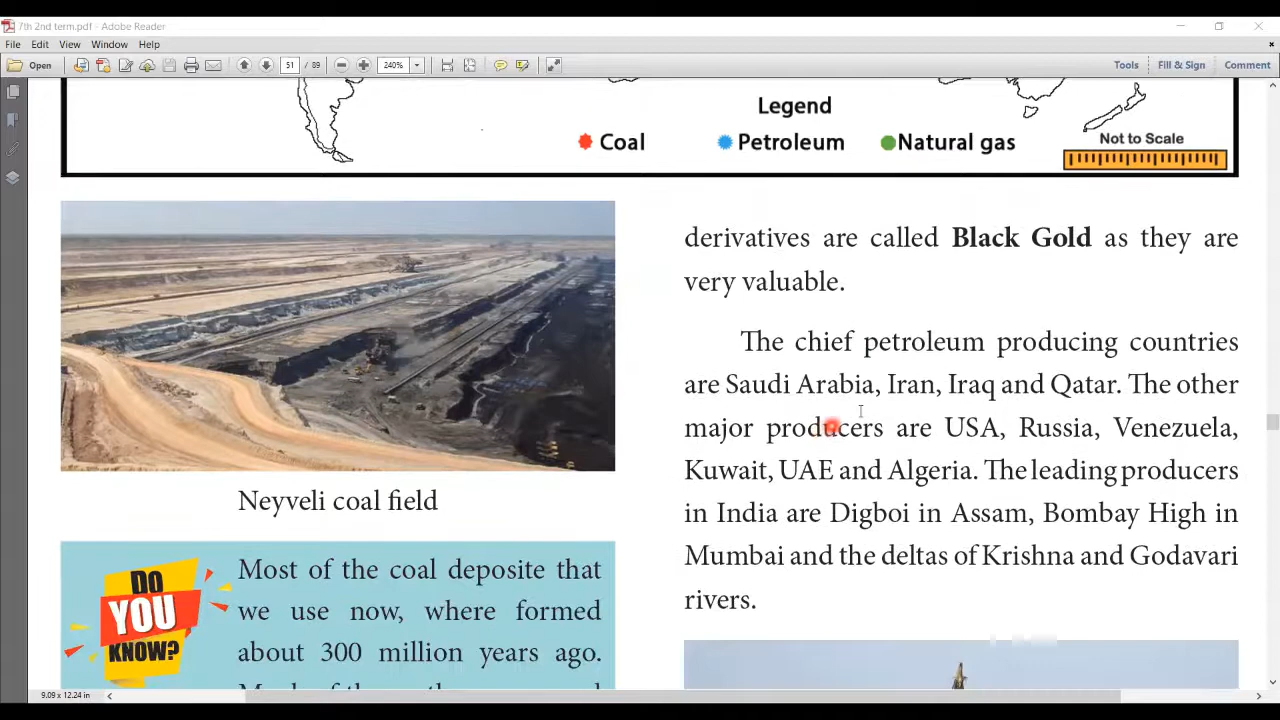 7th 2nd term.pdf - Adobe Reader
File Edit View Window Help
Open 51 / 89 240% Tools Fill & Sign Comment
Legend
Coal Petroleum Natural gas
Not to Scale
Neyveli coal field
DO
YOU
KNOW?
Most of the coal deposite that
we use now, where formed
about 300 million years ago.
derivatives are called Black Gold as they are
very valuable.
The chief petroleum producing countries
are Saudi Arabia, Iran, Iraq and Qatar. The other
major producers are USA, Russia, Venezuela,
Kuwait, UAE and Algeria. The leading producers
in India are Digboi in Assam, Bombay High in
Mumbai and the deltas of Krishna and Godavari
rivers.
9.09 x 12.24 in